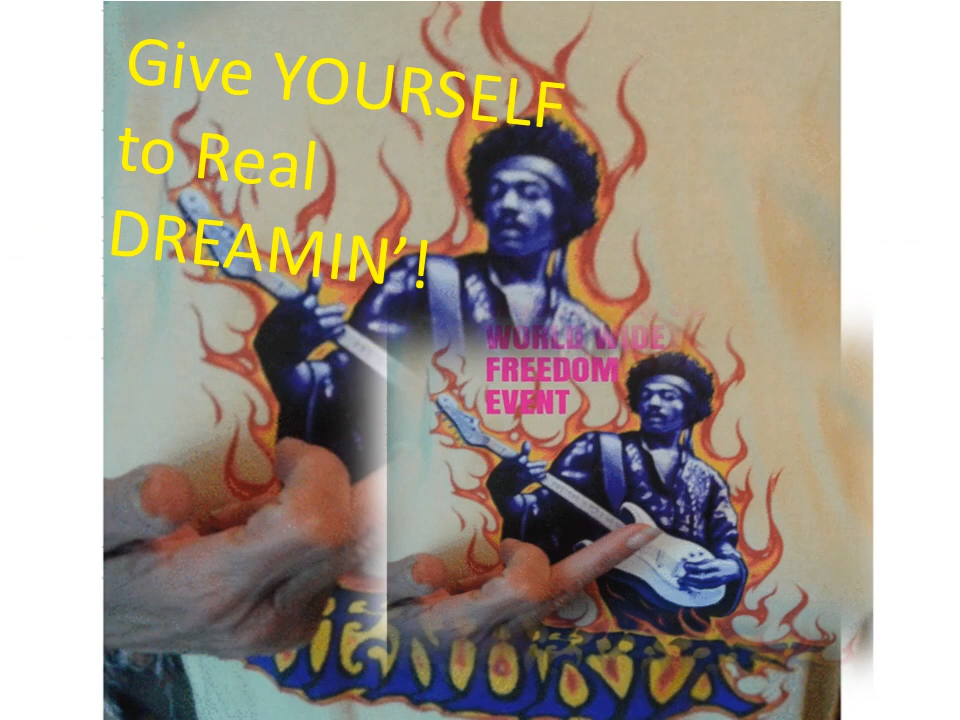 Give YOURSELF
to Real
DREAMIN’!
WORLD WIDE
FREEDOM
EVENT